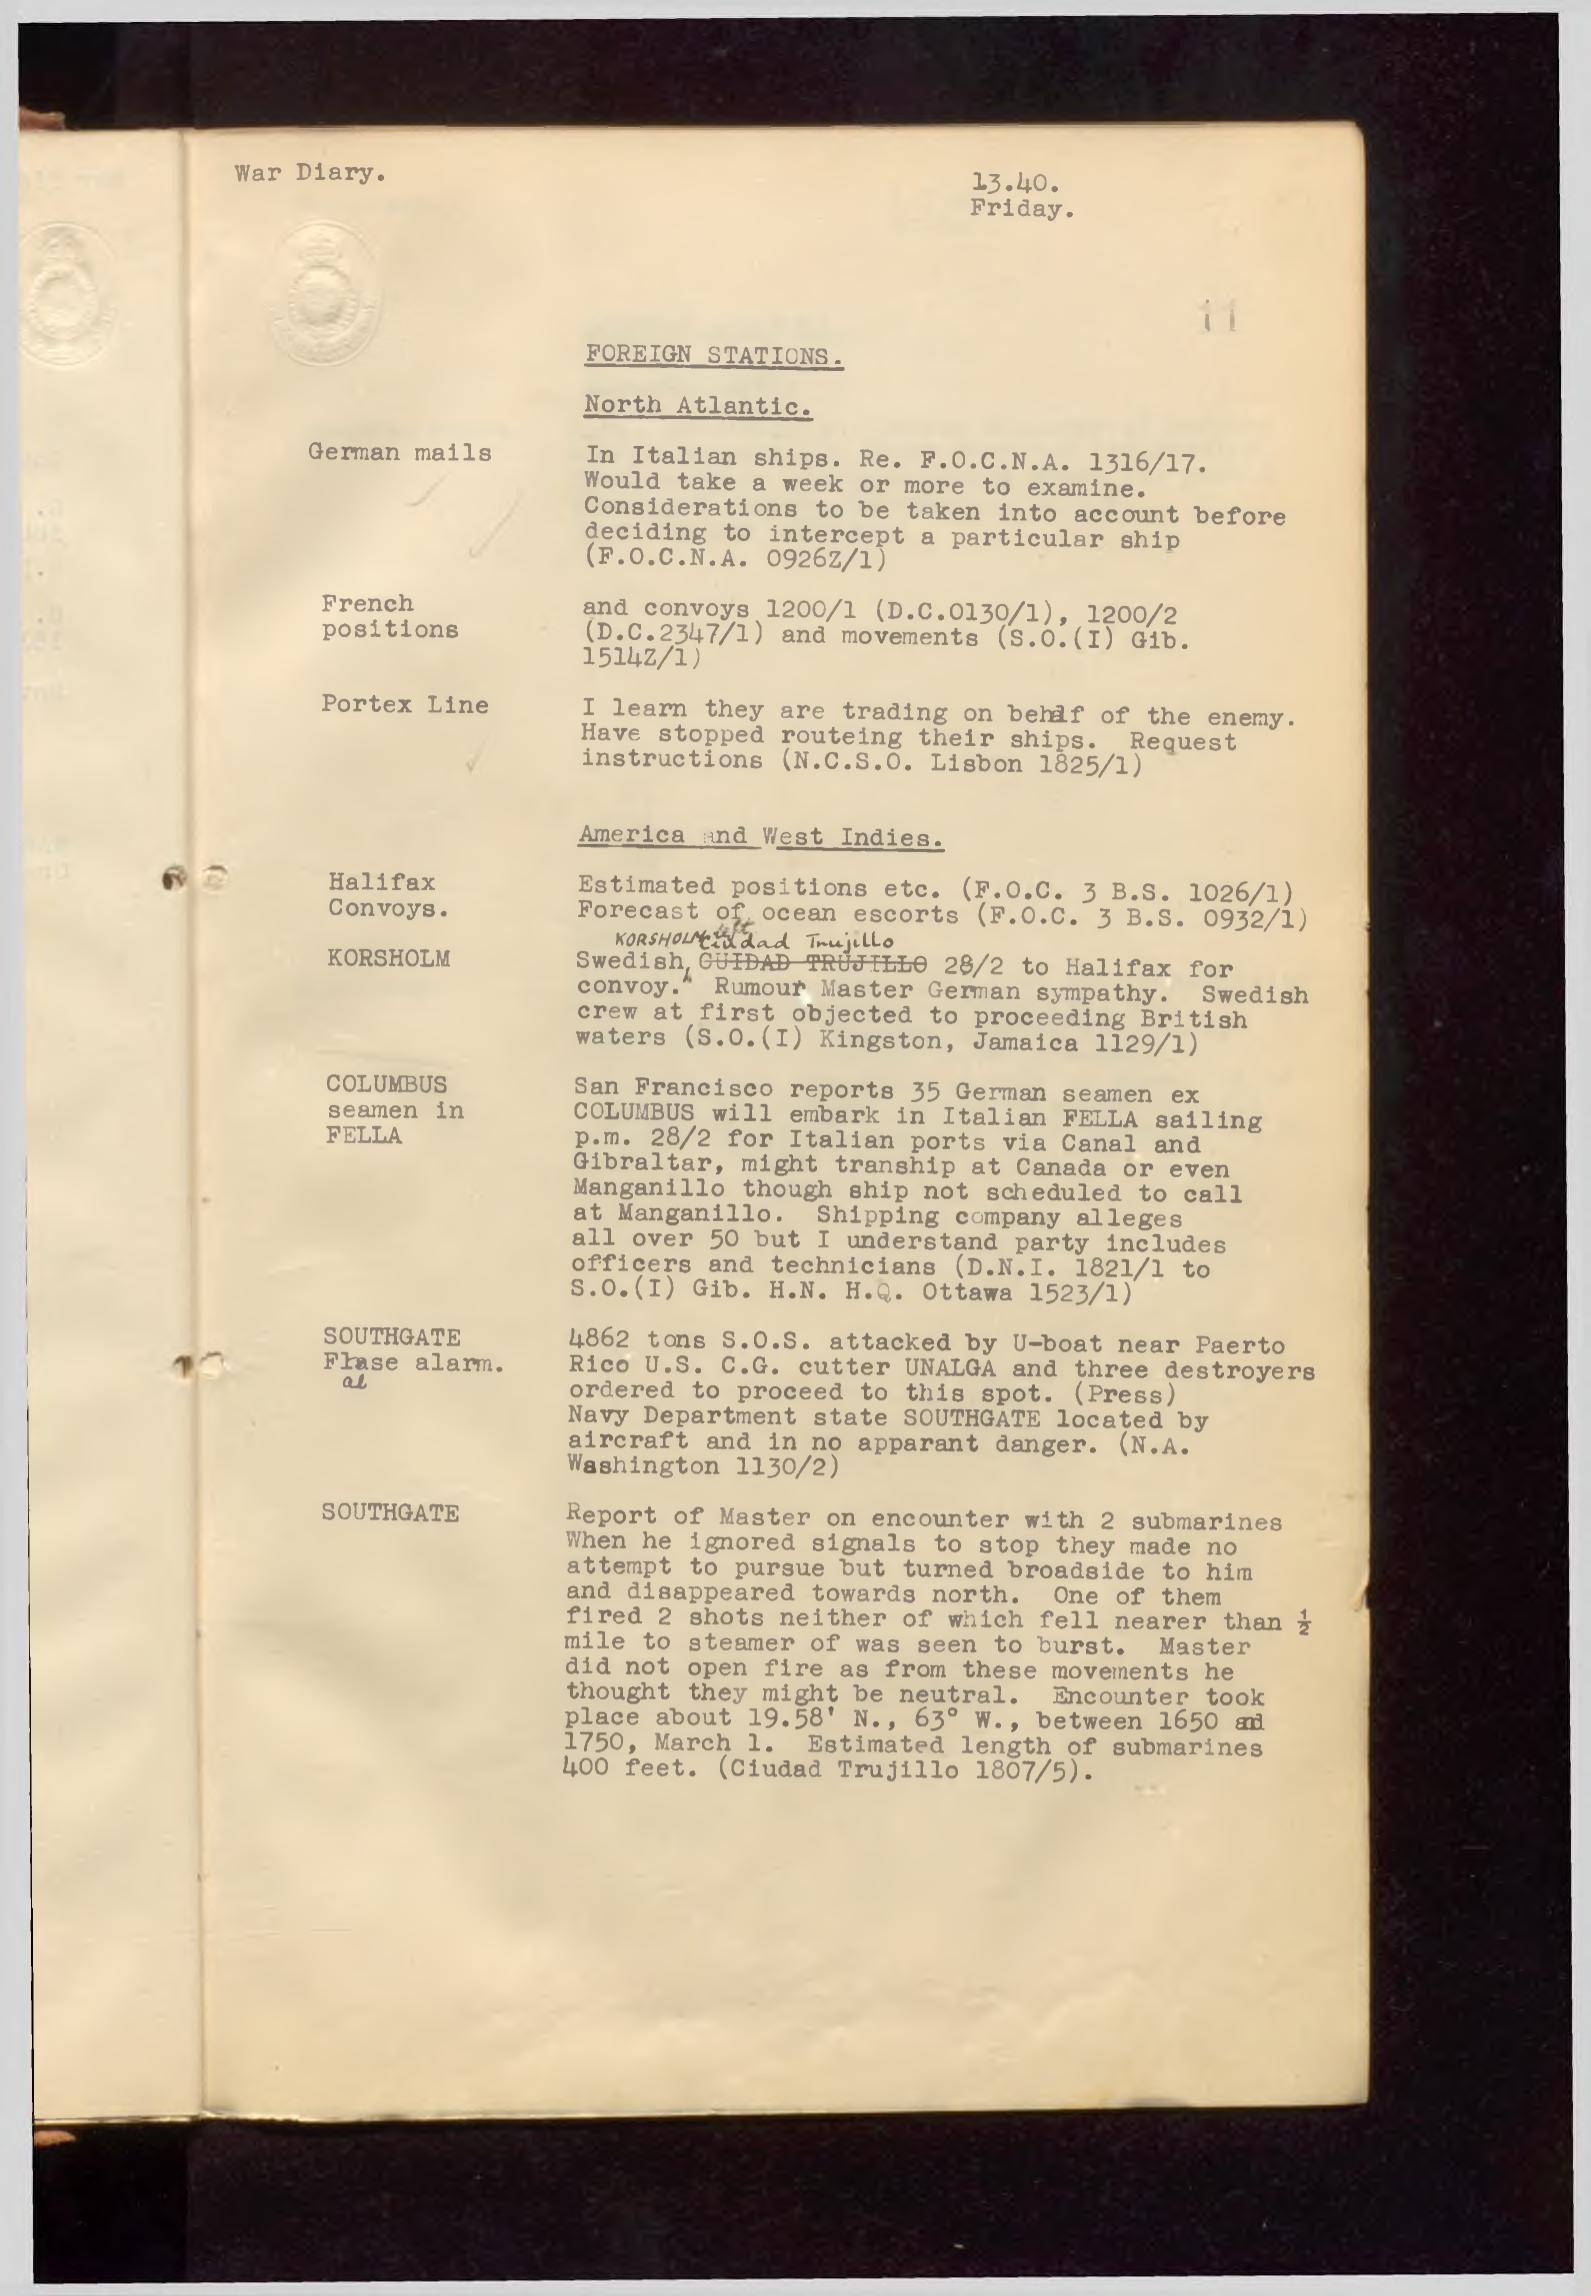 War Diary.
13.40.
Friday.
11
FOREIGN STATIONS.
North Atlantic.
German mails
In Italian ships. Re. F.O.C.N.A. 1316/17.
Would take a week or more to examine.
Considerations to be taken into account before
deciding to intercept a particular ship
(F.O.C.N.A. 0926Z/1)
French
positions
and convoys 1200/1 (D.C.0130/1), 1200/2
(D.C.2347/1) and movements (S.O.(I) Gib.
1514Z/1)
Portex Line
I learn they are trading on behalf of the enemy.
Have stopped routeing their ships. Request
instructions (N.C.S.O. Lisbon 1825/1)
America and West Indies.
Halifax
Convoys.
Estimated positions etc. (F.O.C. 3 B.S. 1026/1)
Forecast of ocean escorts (F.O.C. 3 B.S. 0932/1)
KORSHOLM left Ciudad Trujillo
KORSHOLM
Swedish, GUIDAD TRUJILLO 28/2 to Halifax for
convoy. Rumour Master German sympathy. Swedish
crew at first objected to proceeding British
waters (S.O.(I) Kingston, Jamaica 1129/1)
COLUMBUS
seamen in
FELLA
San Francisco reports 35 German seamen ex
COLUMBUS will embark in Italian FELLA sailing
p.m. 28/2 for Italian ports via Canal and
Gibraltar, might tranship at Canada or even
Manganillo though ship not scheduled to call
at Manganillo. Shipping company alleges
all over 50 but I understand party includes
officers and technicians (D.N.I. 1821/1 to
S.O.(I) Gib. H.N. H.Q. Ottawa 1523/1)
SOUTHGATE
Flase alarm.
al
4862 tons S.O.S. attacked by U-boat near Paerto
Rico U.S. C.G. cutter UNALGA and three destroyers
ordered to proceed to this spot. (Press)
Navy Department state SOUTHGATE located by
aircraft and in no apparant danger. (N.A.
Washington 1130/2)
SOUTHGATE
Report of Master on encounter with 2 submarines
When he ignored signals to stop they made no
attempt to pursue but turned broadside to him
and disappeared towards north. One of them
fired 2 shots neither of which fell nearer than ½
mile to steamer of was seen to burst. Master
did not open fire as from these movements he
thought they might be neutral. Encounter took
place about 19.58' N., 63° W., between 1650 and
1750, March 1. Estimated length of submarines
400 feet. (Ciudad Trujillo 1807/5).